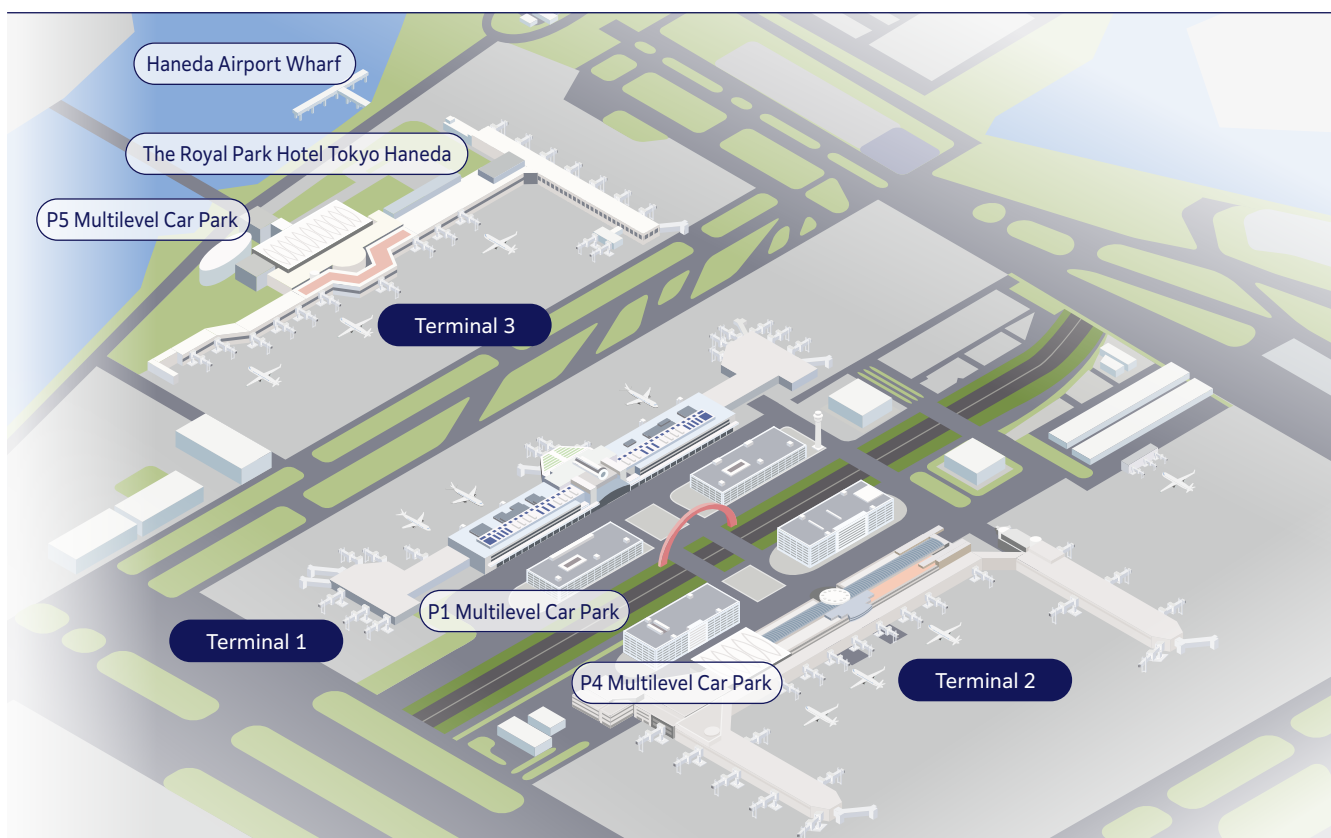 Haneda Airport Wharf
The Royal Park Hotel Tokyo Haneda
P5 Multilevel Car Park
Terminal 3
P1 Multilevel Car Park
Terminal 1
P4 Multilevel Car Park
Terminal 2